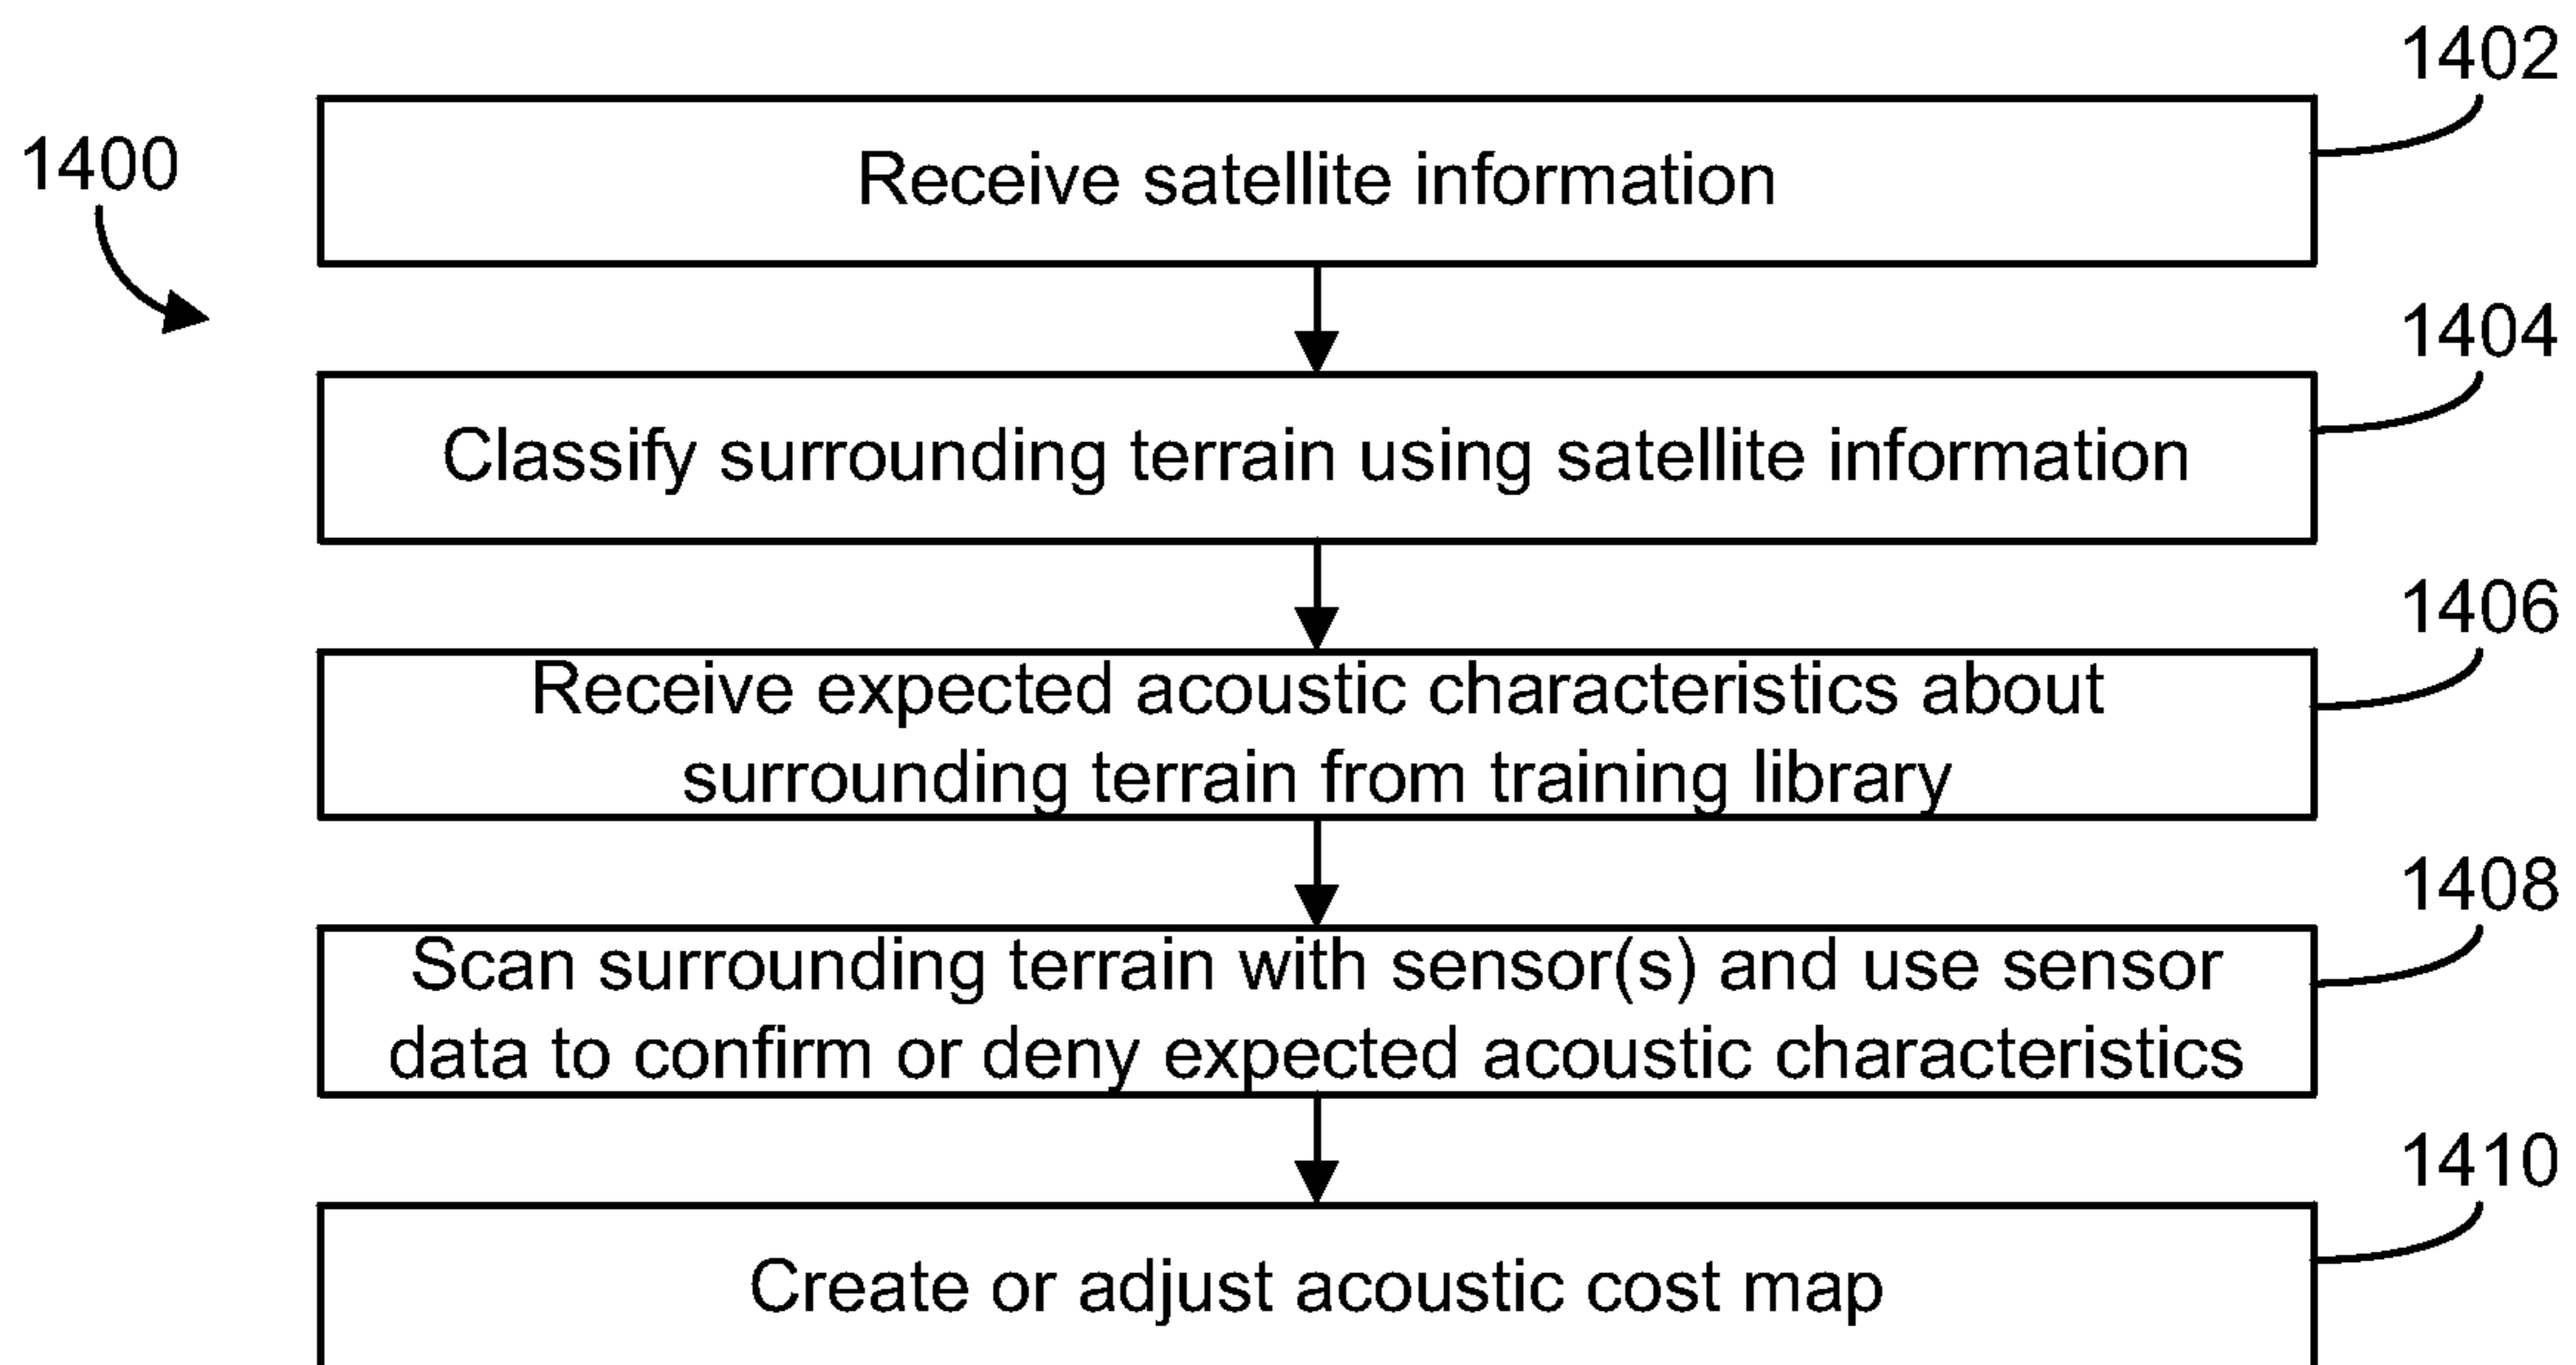 1400
1402
Receive satellite information
1404
Classify surrounding terrain using satellite information
1406
Receive expected acoustic characteristics about
surrounding terrain from training library
1408
Scan surrounding terrain with sensor(s) and use sensor
data to confirm or deny expected acoustic characteristics
1410
Create or adjust acoustic cost map